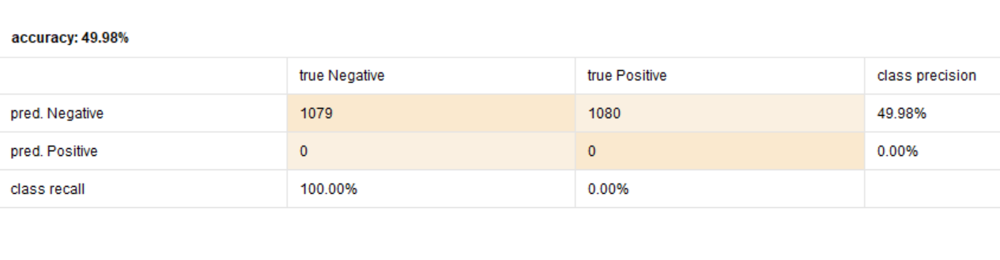 accuracy: 49.98%
true Negative true Positive class precision
pred. Negative 1079 1080 49.98%
pred. Positive 0 0 0.00%
class recall 100.00% 0.00%